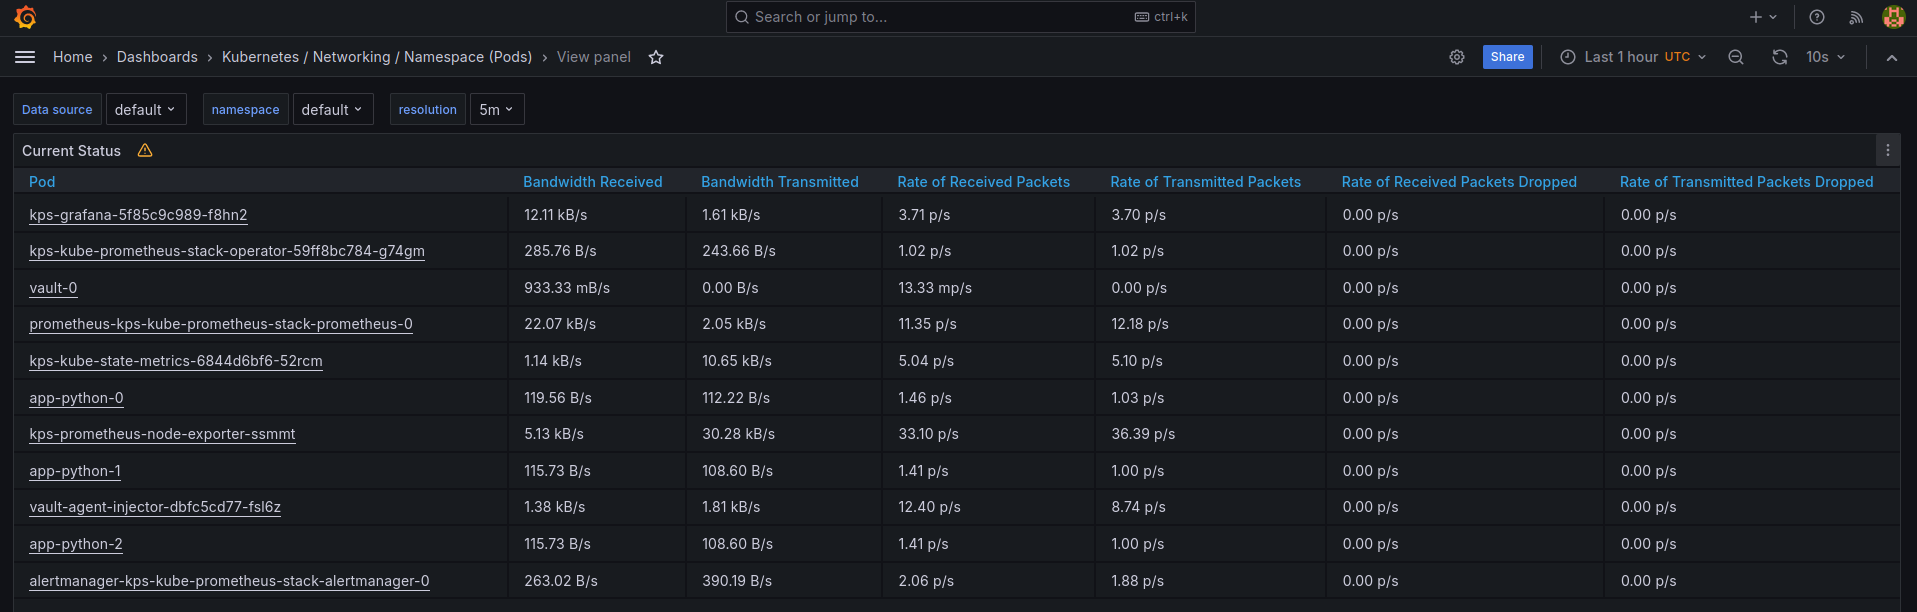 Search or jump to... ctrl+k
Home › Dashboards › Kubernetes / Networking / Namespace (Pods) › View panel Share Last 1 hour UTC 10s
Data source default namespace default resolution 5m
Current Status
Pod Bandwidth Received Bandwidth Transmitted Rate of Received Packets Rate of Transmitted Packets Rate of Received Packets Dropped Rate of Transmitted Packets Dropped
kps-grafana-5f85c9c989-f8hn2 12.11 kB/s 1.61 kB/s 3.71 p/s 3.70 p/s 0.00 p/s 0.00 p/s
kps-kube-prometheus-stack-operator-59ff8bc784-g74gm 285.76 B/s 243.66 B/s 1.02 p/s 1.02 p/s 0.00 p/s 0.00 p/s
vault-0 933.33 mB/s 0.00 B/s 13.33 mp/s 0.00 p/s 0.00 p/s 0.00 p/s
prometheus-kps-kube-prometheus-stack-prometheus-0 22.07 kB/s 2.05 kB/s 11.35 p/s 12.18 p/s 0.00 p/s 0.00 p/s
kps-kube-state-metrics-6844d6bf6-52rcm 1.14 kB/s 10.65 kB/s 5.04 p/s 5.10 p/s 0.00 p/s 0.00 p/s
app-python-0 119.56 B/s 112.22 B/s 1.46 p/s 1.03 p/s 0.00 p/s 0.00 p/s
kps-prometheus-node-exporter-ssmmt 5.13 kB/s 30.28 kB/s 33.10 p/s 36.39 p/s 0.00 p/s 0.00 p/s
app-python-1 115.73 B/s 108.60 B/s 1.41 p/s 1.00 p/s 0.00 p/s 0.00 p/s
vault-agent-injector-dbfc5cd77-fsl6z 1.38 kB/s 1.81 kB/s 12.40 p/s 8.74 p/s 0.00 p/s 0.00 p/s
app-python-2 115.73 B/s 108.60 B/s 1.41 p/s 1.00 p/s 0.00 p/s 0.00 p/s
alertmanager-kps-kube-prometheus-stack-alertmanager-0 263.02 B/s 390.19 B/s 2.06 p/s 1.88 p/s 0.00 p/s 0.00 p/s